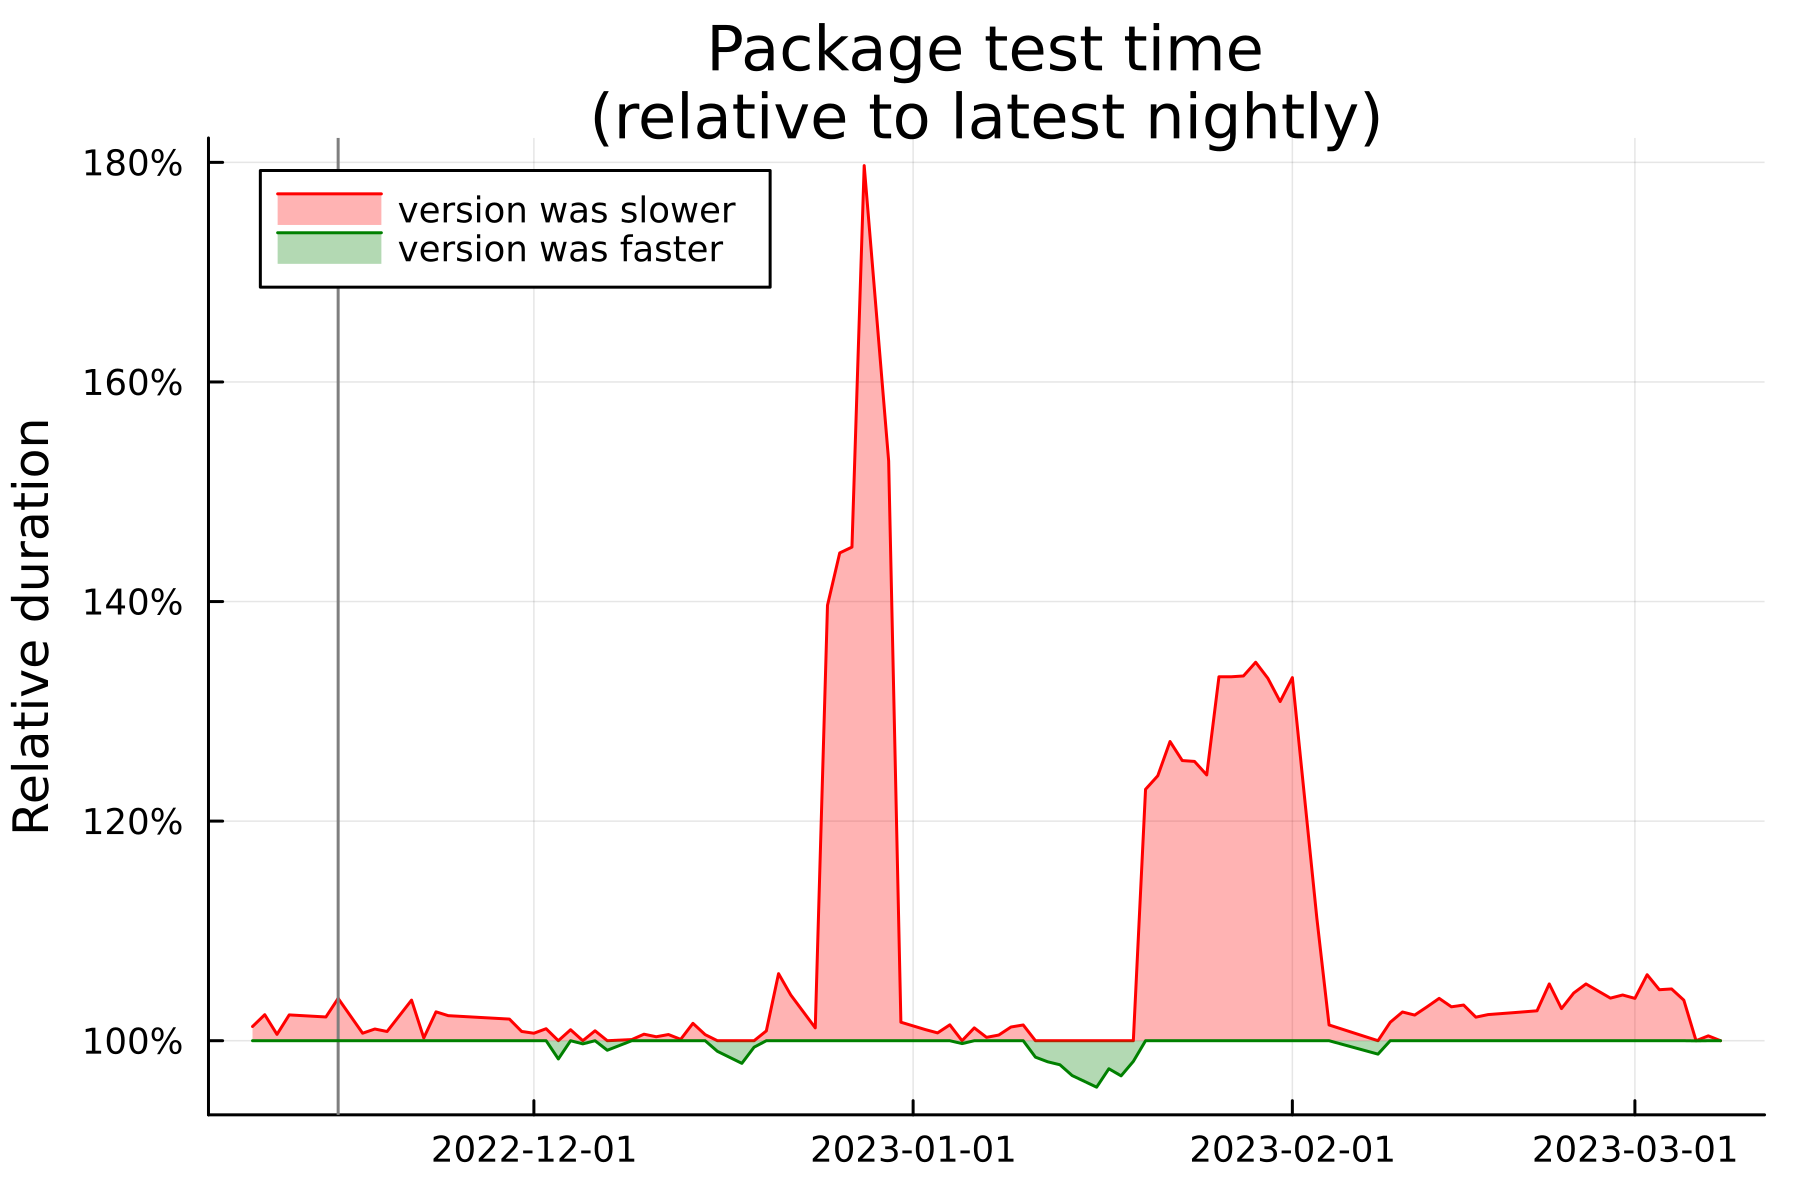 Package test time
(relative to latest nightly)
version was slower
version was faster
Relative duration
180%
160%
140%
120%
100%
2022-12-01
2023-01-01
2023-02-01
2023-03-01